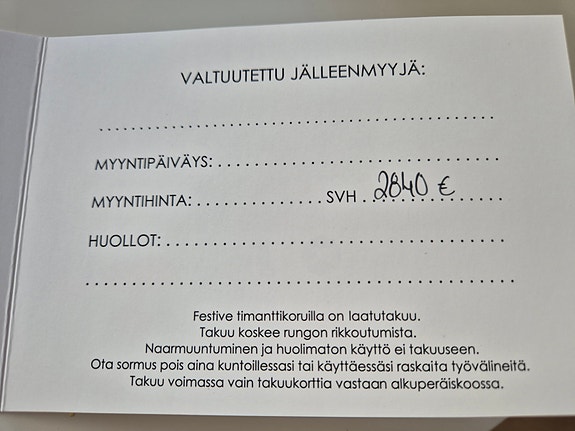 VALTUUTETTU JÄLLEENMYYJÄ:
MYYNTIPÄIVÄYS:
MYYNTIHINTA: SVH 2840 €
HUOLLOT:
Festive timanttikoruilla on laatutakuu.
Takuu koskee rungon rikkoutumista.
Naarmuuntuminen ja huolimaton käyttö ei takuuseen.
Ota sormus pois aina kuntoillessasi tai käyttäessäsi raskaita työvälineitä.
Takuu voimassa vain takuukorttia vastaan alkuperäiskoossa.